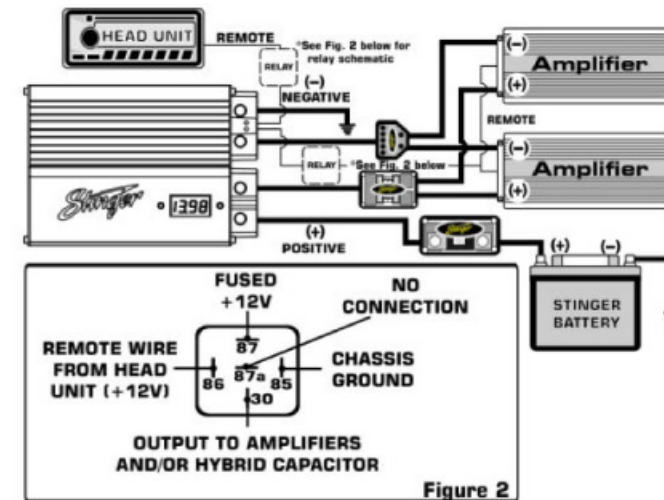 HEAD UNIT
REMOTE
*See Fig. 2 below for
relay schematic
RELAY
(-)
NEGATIVE
(-)
Amplifier
(+)
REMOTE
RELAY
*See Fig. 2 below
(-)
Amplifier
(+)
Stinger
13.98
(+)
POSITIVE
(+) (-)
STINGER
BATTERY
FUSED
+12V
NO
CONNECTION
87
REMOTE WIRE
FROM HEAD
UNIT (+12V)
86
87a
85
CHASSIS
GROUND
30
OUTPUT TO AMPLIFIERS
AND/OR HYBRID CAPACITOR
Figure 2